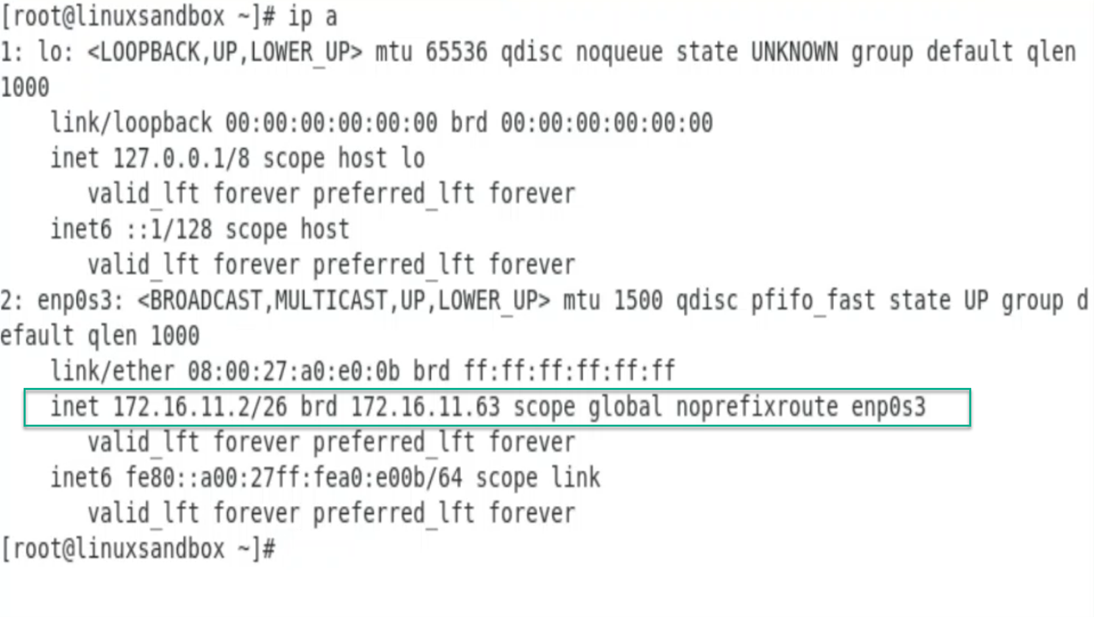 [root@linuxsandbox ~]# ip a
1: lo: <LOOPBACK,UP,LOWER_UP> mtu 65536 qdisc noqueue state UNKNOWN group default qlen
1000
link/loopback 00:00:00:00:00:00 brd 00:00:00:00:00:00
inet 127.0.0.1/8 scope host lo
valid_lft forever preferred_lft forever
inet6 ::1/128 scope host
valid_lft forever preferred_lft forever
2: enp0s3: <BROADCAST,MULTICAST,UP,LOWER_UP> mtu 1500 qdisc pfifo_fast state UP group d
efault qlen 1000
link/ether 08:00:27:a0:e0:0b brd ff:ff:ff:ff:ff:ff
inet 172.16.11.2/26 brd 172.16.11.63 scope global noprefixroute enp0s3
valid_lft forever preferred_lft forever
inet6 fe80::a00:27ff:fea0:e00b/64 scope link
valid_lft forever preferred_lft forever
[root@linuxsandbox ~]#